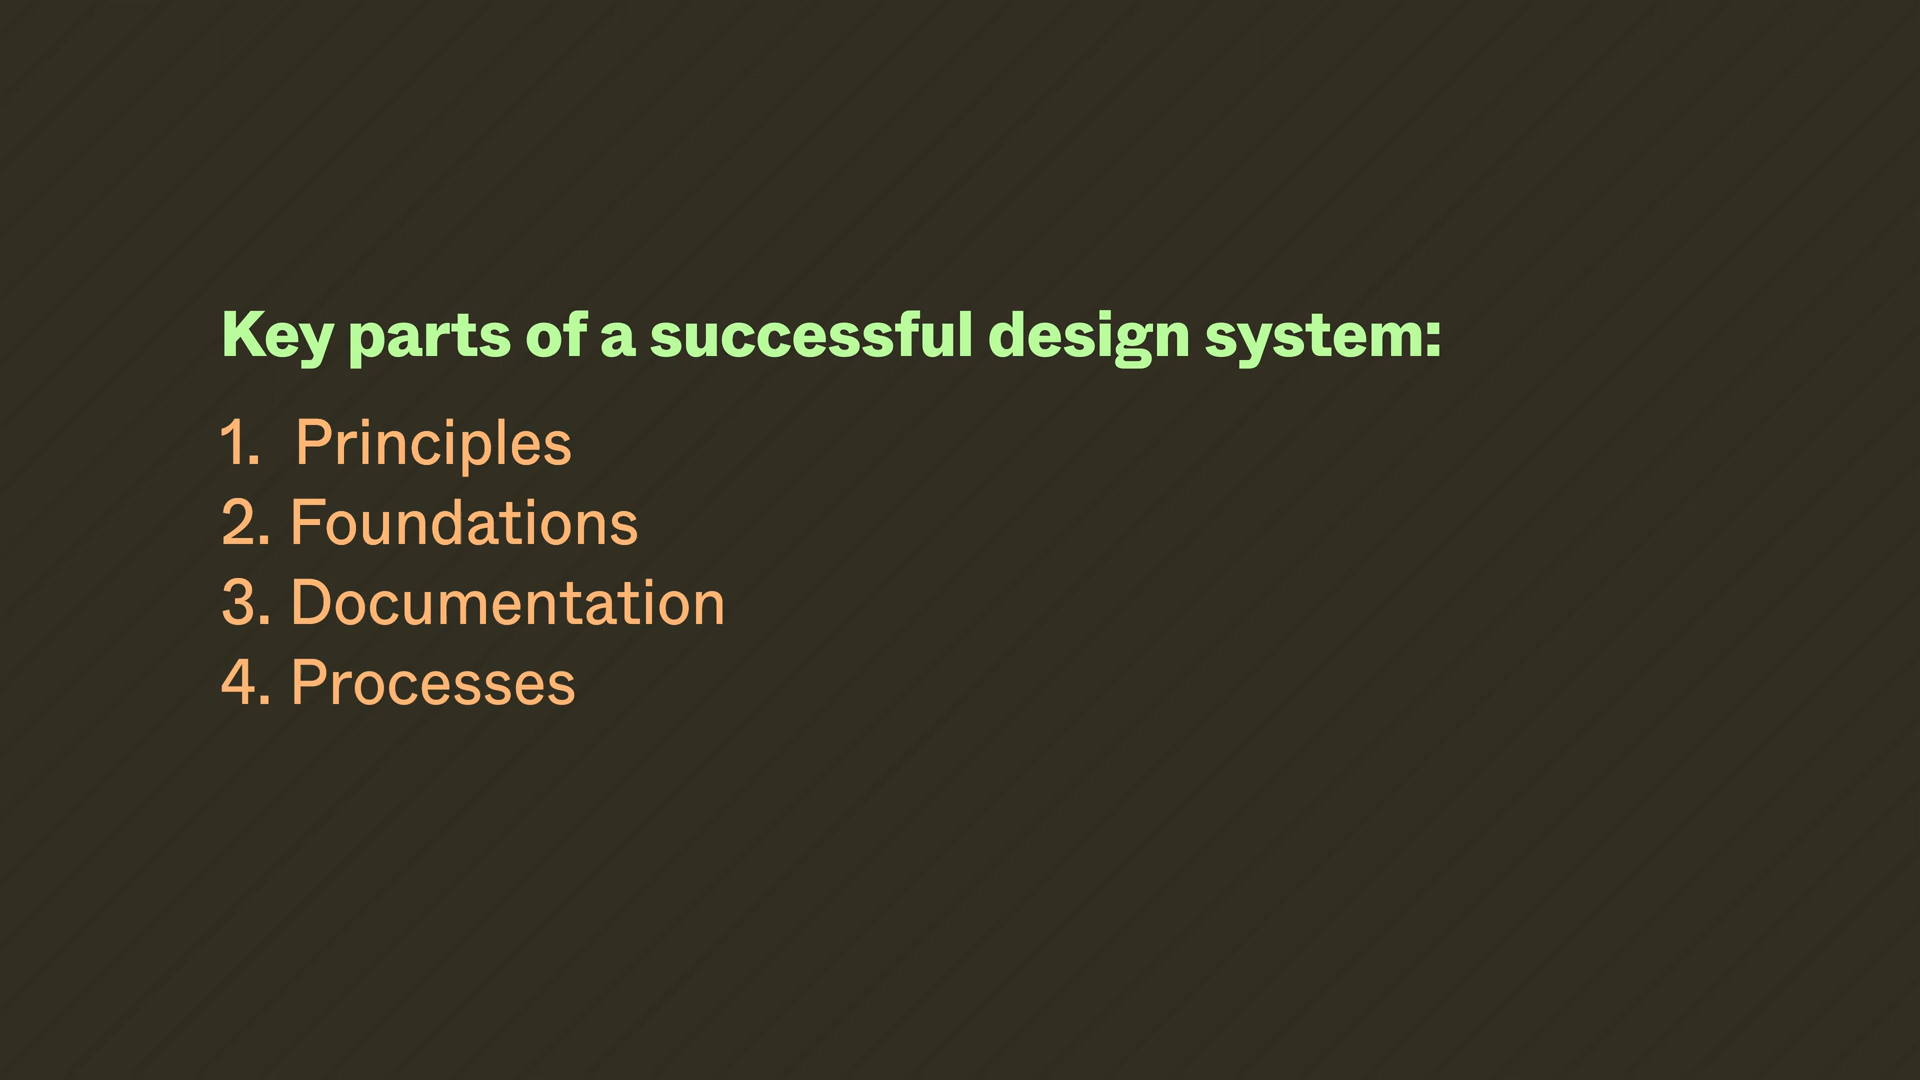 Key parts of a successful design system:
1. Principles
2. Foundations
3. Documentation
4. Processes